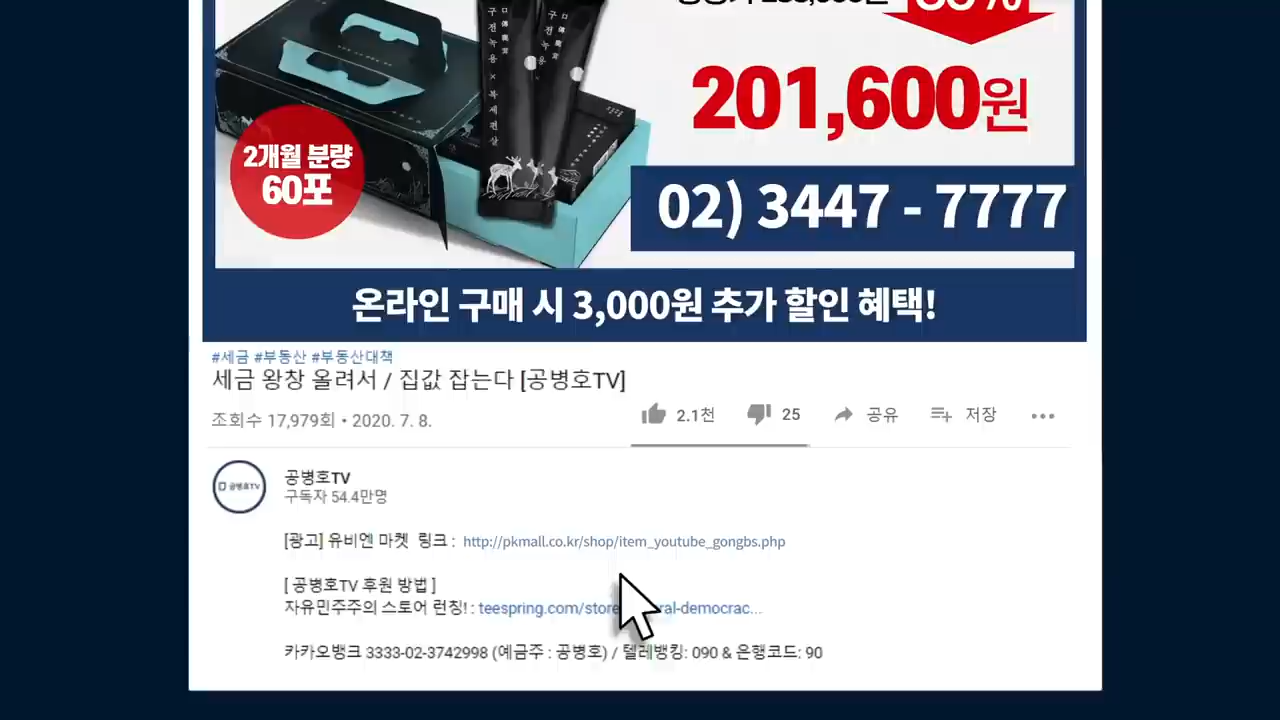 201,600원
2개월 분량
60포
02) 3447 - 7777
온라인 구매 시 3,000원 추가 할인 혜택!
#세금 #부동산 #부동산대책
세금 왕창 올려서 / 집값 잡는다 [공병호TV]
조회수 17,979회 • 2020. 7. 8.
2.1천 25 공유 저장
공병호TV
공병호TV
구독자 54.4만명
[광고] 유비엔 마켓 링크 : http://pkmall.co.kr/shop/item_youtube_gongbs.php
[ 공병호TV 후원 방법 ]
자유민주주의 스토어 런칭! : teespring.com/store ral-democrac...
카카오뱅크 3333-02-3742998 (예금주 : 공병호) / 텔레뱅킹: 090 & 은행코드: 90